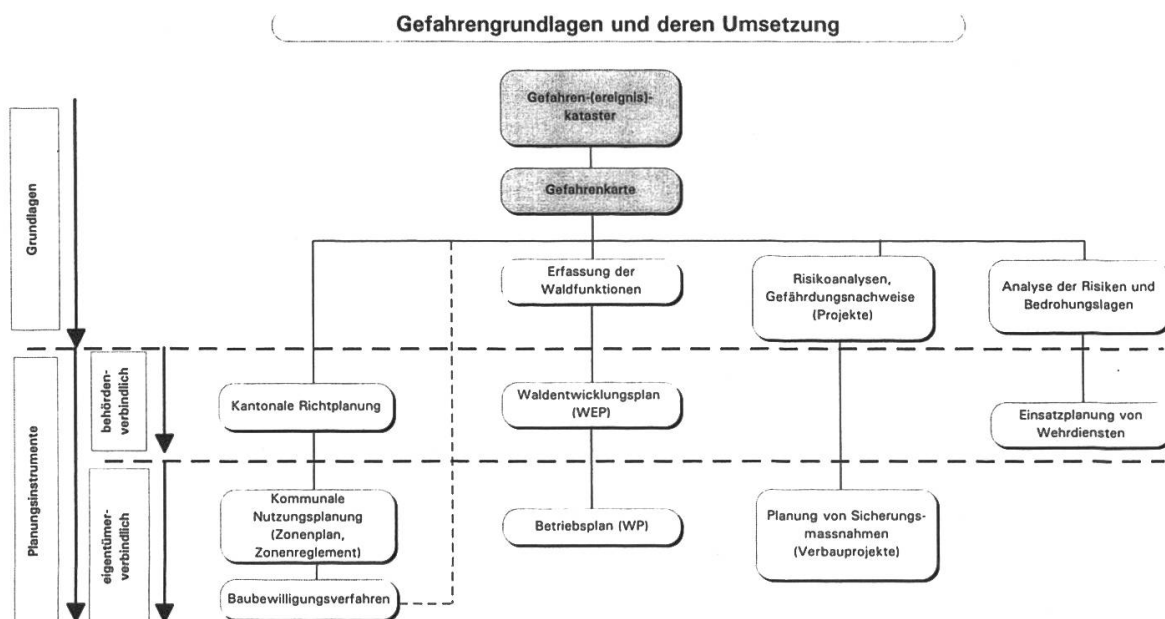 Gefahrengrundlagen und deren Umsetzung
Gefahren-(ereignis)-
kataster
Gefahrenkarte
Grundlagen
Erfassung der
Waldfunktionen
Risikoanalysen,
Gefährdungsnachweise
(Projekte)
Analyse der Risiken und
Bedrohungslagen
Planungsinstrumente
behörden-
verbindlich
Kantonale Richtplanung
Waldentwicklungsplan
(WEP)
Einsatzplanung von
Wehrdiensten
eigentümer-
verbindlich
Kommunale
Nutzungsplanung
(Zonenplan,
Zonenreglement)
Betriebsplan (WP)
Planung von Sicherungs-
massnahmen
(Verbauprojekte)
Baubewilligungsverfahren